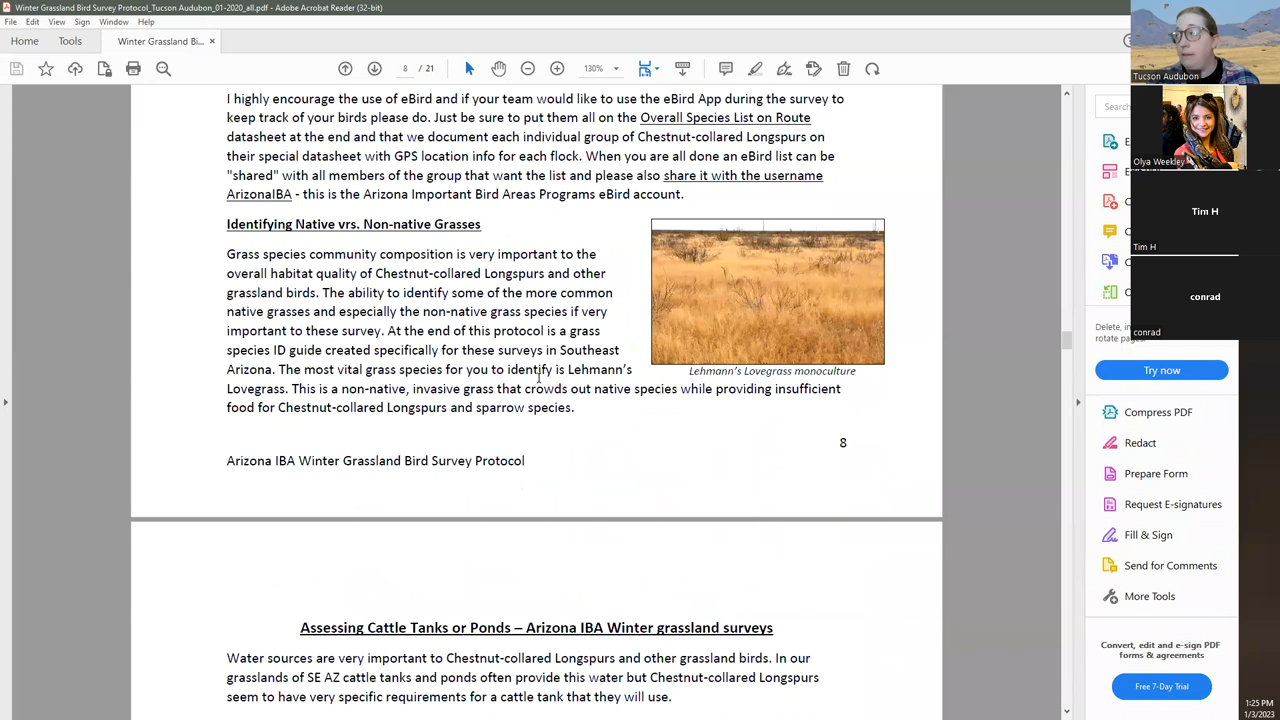 Winter Grassland Bird Survey Protocol_Tucson Audubon_01-2020_all.pdf - Adobe Acrobat Reader (32-bit)
File Edit View Sign Window Help
Home Tools Winter Grassland Bi... ×
8 / 21 130%
I highly encourage the use of eBird and if your team would like to use the eBird App during the survey to
keep track of your birds please do. Just be sure to put them all on the Overall Species List on Route
datasheet at the end and that we document each individual group of Chestnut-collared Longspurs on
their special datasheet with GPS location info for each flock. When you are all done an eBird list can be
"shared" with all members of the group that want the list and please also share it with the username
ArizonaIBA - this is the Arizona Important Bird Areas Programs eBird account.
Identifying Native vrs. Non-native Grasses
Grass species community composition is very important to the
overall habitat quality of Chestnut-collared Longspurs and other
grassland birds. The ability to identify some of the more common
native grasses and especially the non-native grass species if very
important to these survey. At the end of this protocol is a grass
species ID guide created specifically for these surveys in Southeast
Arizona. The most vital grass species for you to identify is Lehmann's
Lovegrass. This is a non-native, invasive grass that crowds out native species while providing insufficient
food for Chestnut-collared Longspurs and sparrow species.
Lehmann's Lovegrass monoculture
8
Arizona IBA Winter Grassland Bird Survey Protocol
Assessing Cattle Tanks or Ponds – Arizona IBA Winter grassland surveys
Water sources are very important to Chestnut-collared Longspurs and other grassland birds. In our
grasslands of SE AZ cattle tanks and ponds often provide this water but Chestnut-collared Longspurs
seem to have very specific requirements for a cattle tank that they will use.
Tucson Audubon
Olya Weekley
Tim H
Tim H
conrad
conrad
Search
Delete, in
rotate pages
Try now
Compress PDF
Redact
Prepare Form
Request E-signatures
Fill & Sign
Send for Comments
More Tools
Convert, edit and e-sign PDF
forms & agreements
Free 7-Day Trial
1:25 PM
1/3/2023